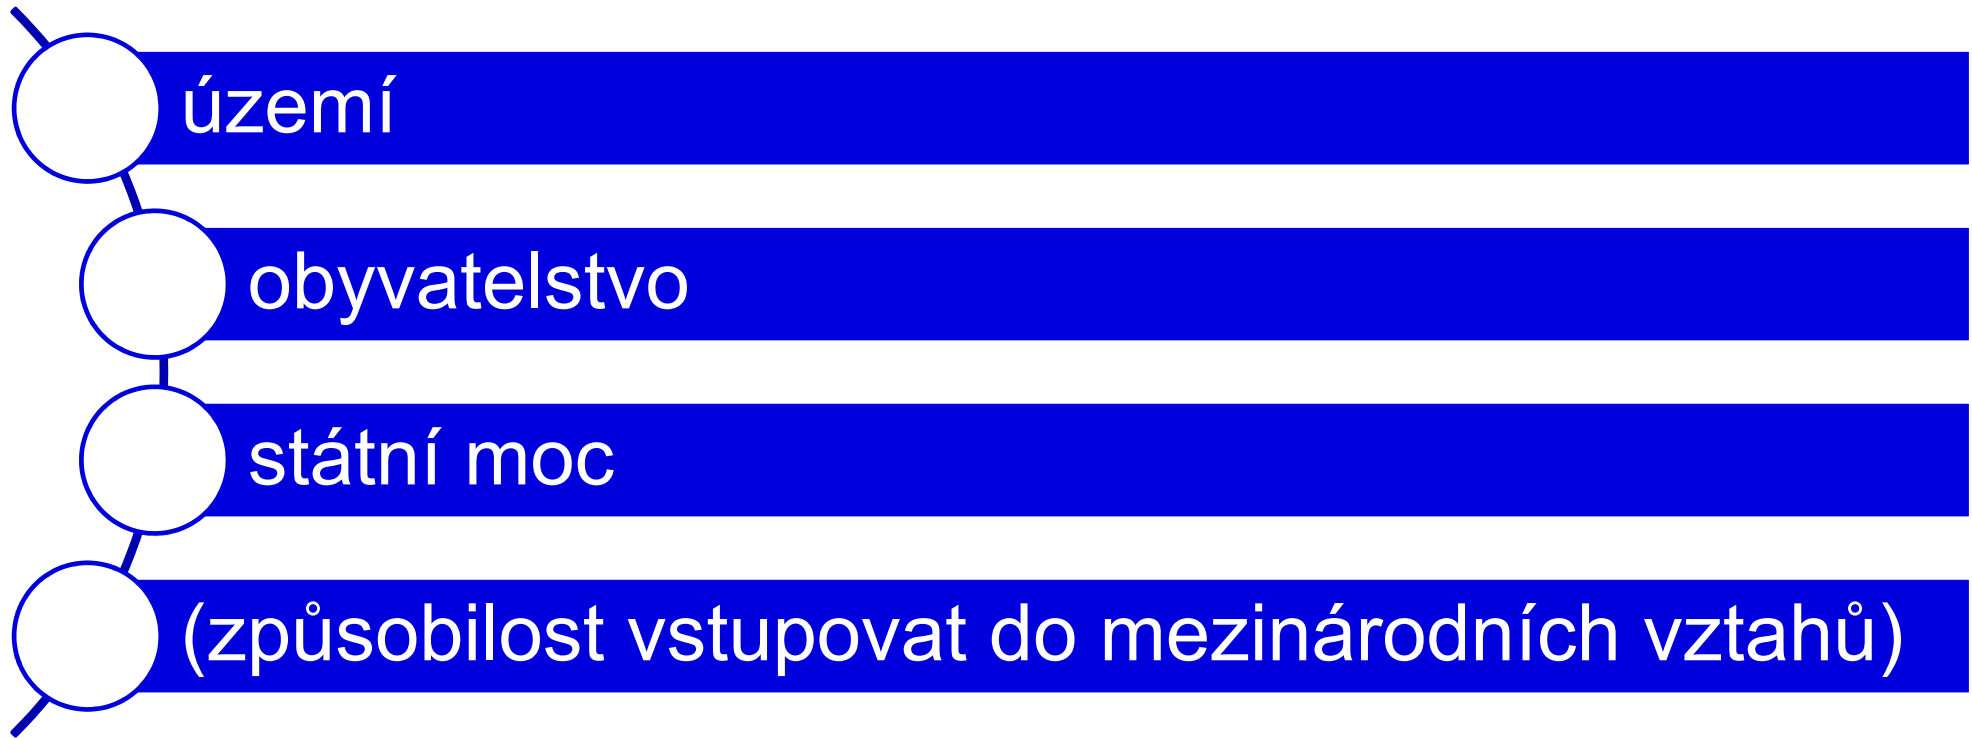 území
obyvatelstvo
státní moc
(způsobilost vstupovat do mezinárodních vztahů)